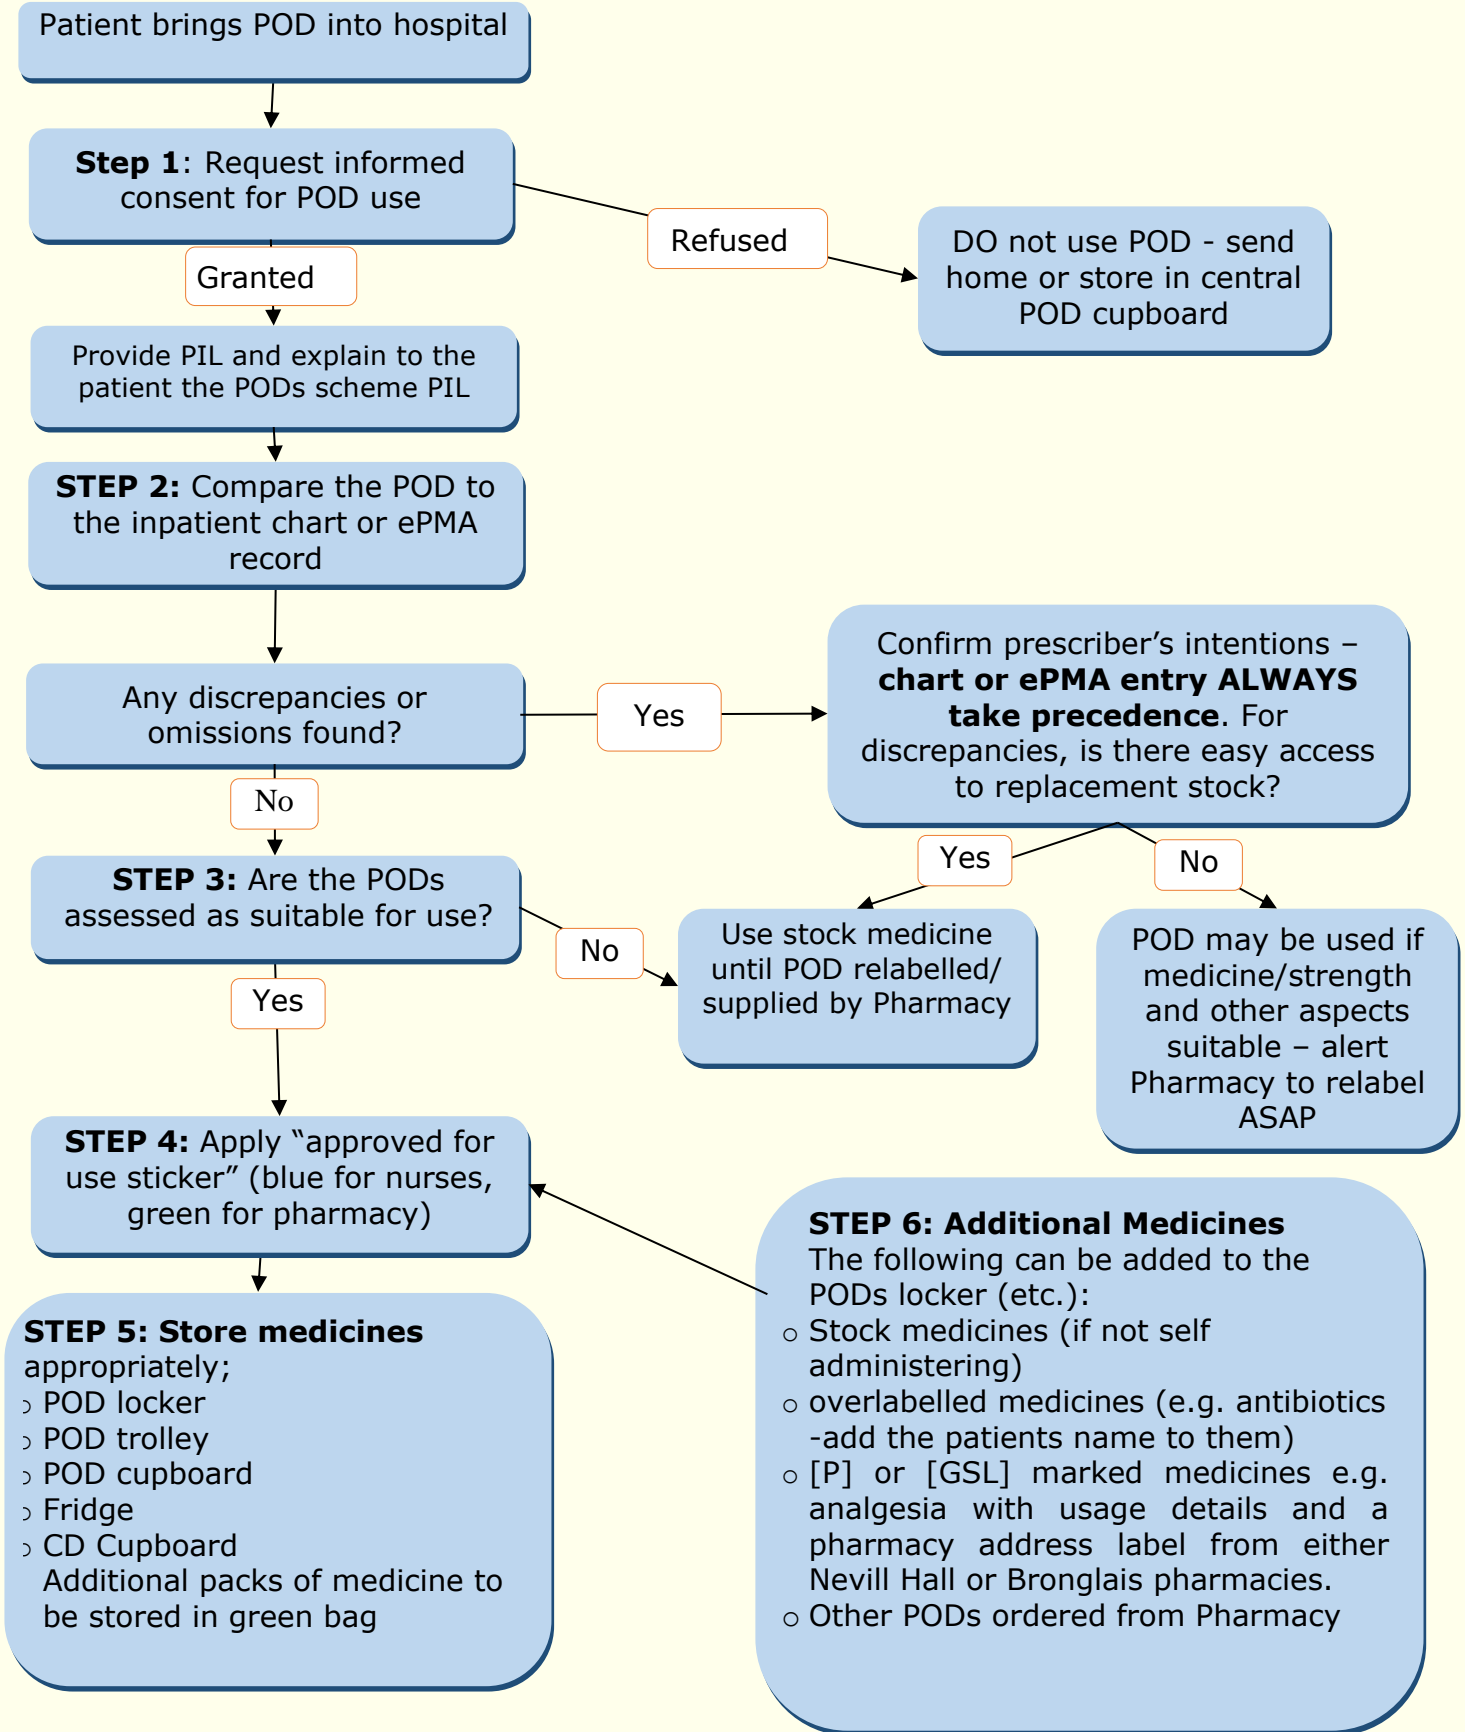 Patient brings POD into hospital
Step 1: Request informed
consent for POD use
Refused
DO not use POD - send
home or store in central
POD cupboard
Granted
Provide PIL and explain to the
patient the PODs scheme PIL
STEP 2: Compare the POD to
the inpatient chart or ePMA
record
Any discrepancies or
omissions found?
Yes
Confirm prescriber’s intentions –
chart or ePMA entry ALWAYS
take precedence. For
discrepancies, is there easy access
to replacement stock?
No
Yes
No
STEP 3: Are the PODs
assessed as suitable for use?
No
Use stock medicine
until POD relabelled/
supplied by Pharmacy
POD may be used if
medicine/strength
and other aspects
suitable – alert
Pharmacy to relabel
ASAP
Yes
STEP 4: Apply “approved for
use sticker” (blue for nurses,
green for pharmacy)
STEP 5: Store medicines
appropriately;
○ POD locker
○ POD trolley
○ POD cupboard
○ Fridge
○ CD Cupboard
Additional packs of medicine to
be stored in green bag
STEP 6: Additional Medicines
The following can be added to the
PODs locker (etc.):
○ Stock medicines (if not self
administering)
○ overlabelled medicines (e.g. antibiotics
-add the patients name to them)
○ [P] or [GSL] marked medicines e.g.
analgesia with usage details and a
pharmacy address label from either
Nevill Hall or Bronglais pharmacies.
○ Other PODs ordered from Pharmacy